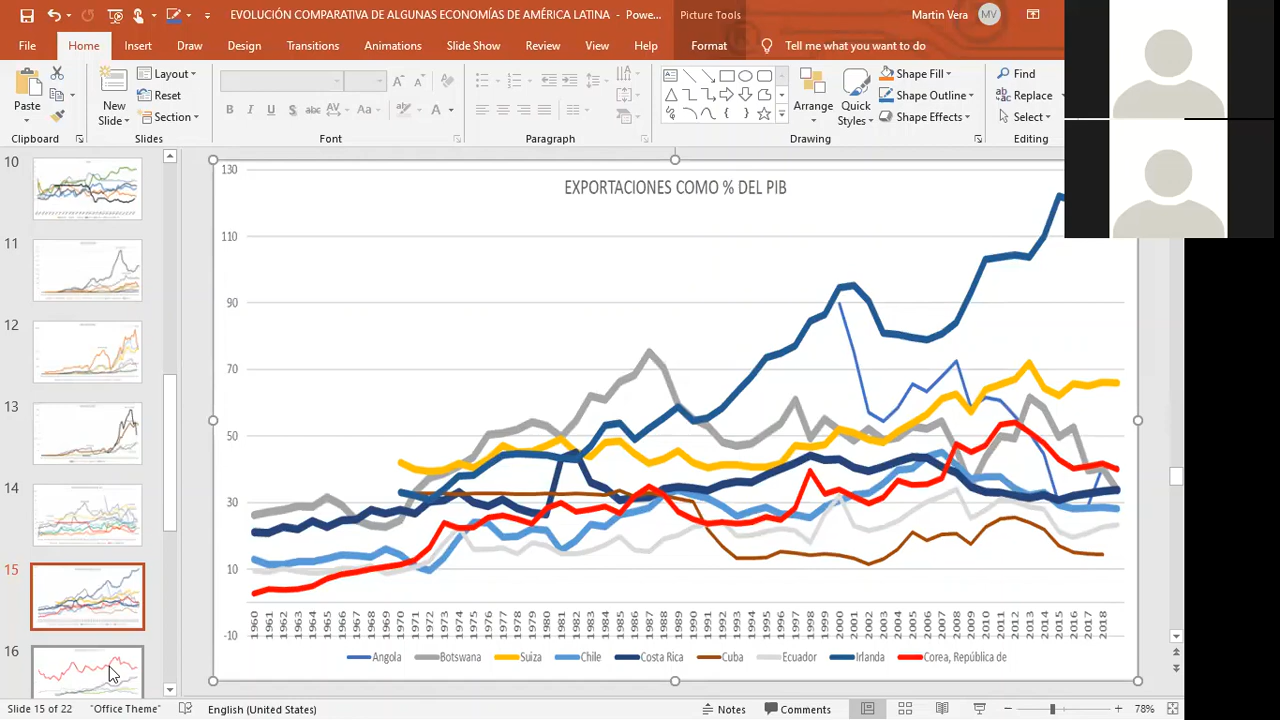 EVOLUCIÓN COMPARATIVA DE ALGUNAS ECONOMÍAS DE AMÉRICA LATINA - Powe...
Picture Tools
Martin Vera
MV
File
Home
Insert
Draw
Design
Transitions
Animations
Slide Show
Review
View
Help
Format
Tell me what you want to do
Paste
New
Slide
Layout
Reset
Section
B I U S abc AV Aa A
Arrange
Quick
Styles
Shape Fill
Shape Outline
Shape Effects
Find
Replace
Select
Clipboard
Slides
Font
Paragraph
Drawing
Editing
10
11
12
13
14
15
16
EXPORTACIONES COMO % DEL PIB
130
110
90
70
50
30
10
-10
1960 1961 1962 1963 1964 1965 1966 1967 1968 1969 1970 1971 1972 1973 1974 1975 1976 1977 1978 1979 1980 1981 1982 1983 1984 1985 1986 1987 1988 1989 1990 1991 1992 1993 1994 1995 1996 1997 1998 1999 2000 2001 2002 2003 2004 2005 2006 2007 2008 2009 2010 2011 2012 2013 2014 2015 2016 2017 2018
Angola Botswana Suiza Chile Costa Rica Cuba Ecuador Irlanda Corea, República de
Slide 15 of 22
"Office Theme"
English (United States)
Notes
Comments
78%